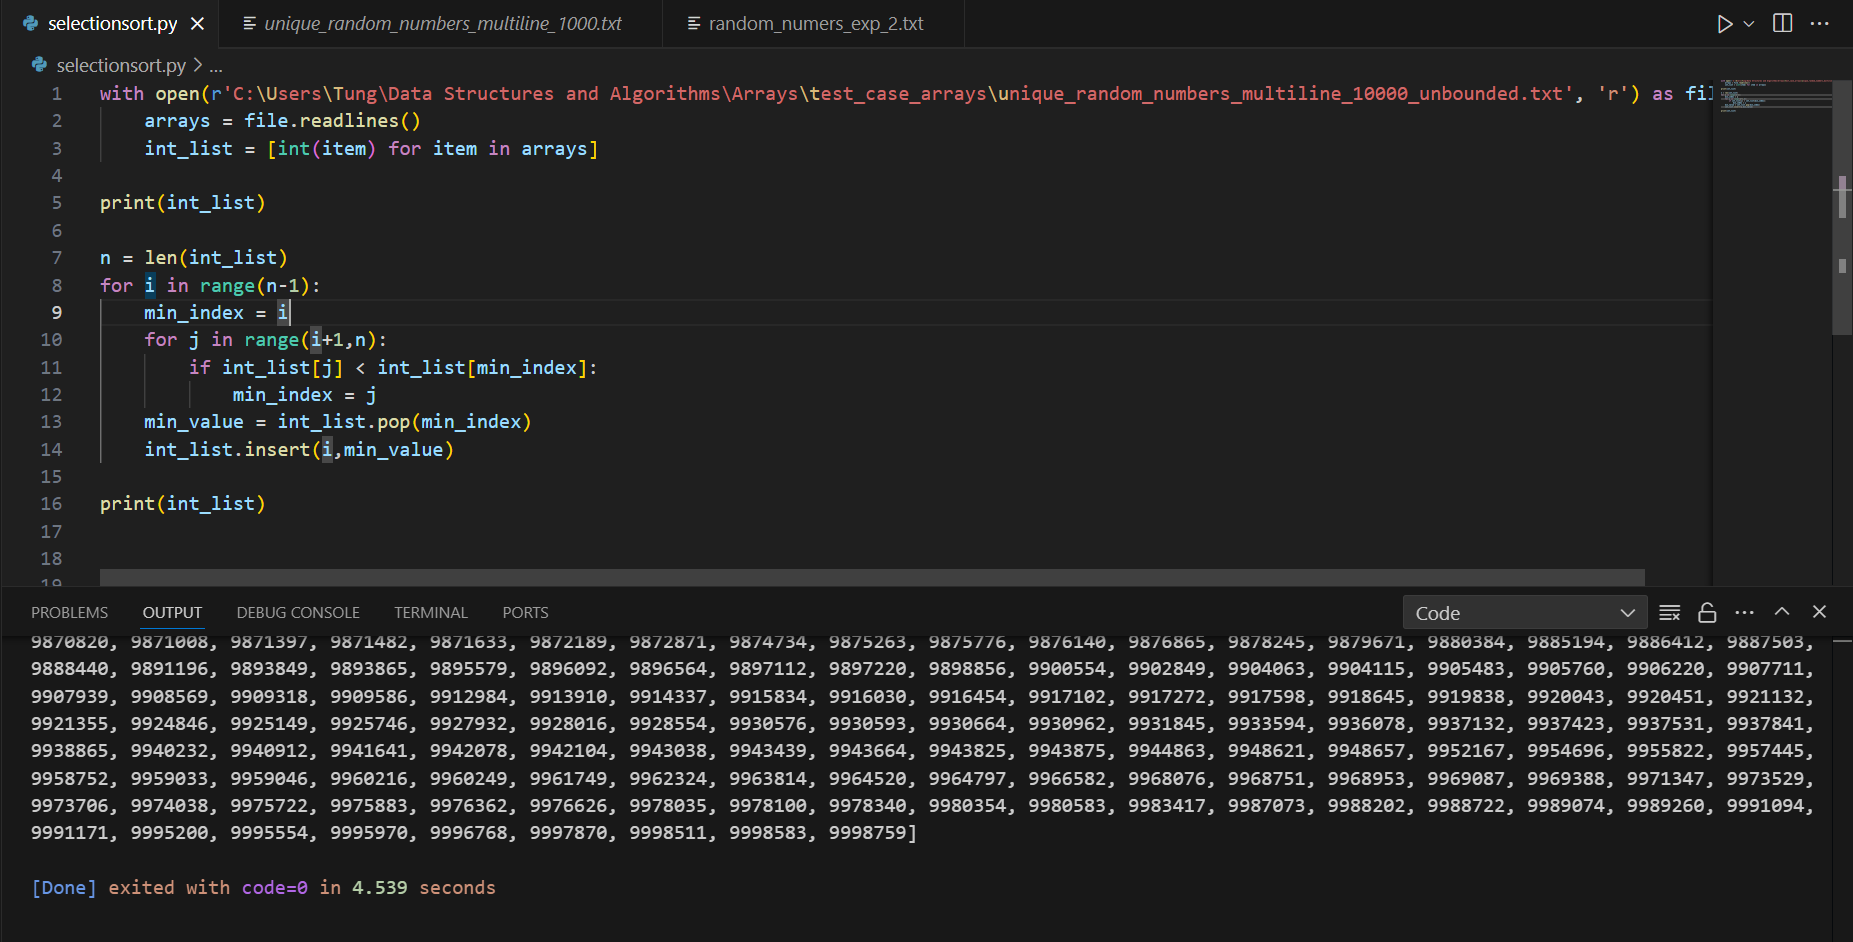 selectionsort.py
unique_random_numbers_multiline_1000.txt
random_numers_exp_2.txt
selectionsort.py > ...
1 with open(r'C:\Users\Tung\Data Structures and Algorithms\Arrays\test_case_arrays\unique_random_numbers_multiline_10000_unbounded.txt', 'r') as fil
2 arrays = file.readlines()
3 int_list = [int(item) for item in arrays]
4
5 print(int_list)
6
7 n = len(int_list)
8 for i in range(n-1):
9 min_index = i
10 for j in range(i+1,n):
11 if int_list[j] < int_list[min_index]:
12 min_index = j
13 min_value = int_list.pop(min_index)
14 int_list.insert(i,min_value)
15
16 print(int_list)
17
18
19
PROBLEMS OUTPUT DEBUG CONSOLE TERMINAL PORTS Code
9870820, 9871008, 9871397, 9871482, 9871633, 9872189, 9872871, 9874734, 9875263, 9875776, 9876140, 9876865, 9878245, 9879671, 9880384, 9885194, 9886412, 9887503,
9888440, 9891196, 9893849, 9893865, 9895579, 9896092, 9896564, 9897112, 9897220, 9898856, 9900554, 9902849, 9904063, 9904115, 9905483, 9905760, 9906220, 9907711,
9907939, 9908569, 9909318, 9909586, 9912984, 9913910, 9914337, 9915834, 9916030, 9916454, 9917102, 9917272, 9917598, 9918645, 9919838, 9920043, 9920451, 9921132,
9921355, 9924846, 9925149, 9925746, 9927932, 9928016, 9928554, 9930576, 9930593, 9930664, 9930962, 9931845, 9933594, 9936078, 9937132, 9937423, 9937531, 9937841,
9938865, 9940232, 9940912, 9941641, 9942078, 9942104, 9943038, 9943439, 9943664, 9943825, 9943875, 9944863, 9948621, 9948657, 9952167, 9954696, 9955822, 9957445,
9958752, 9959033, 9959046, 9960216, 9960249, 9961749, 9962324, 9963814, 9964520, 9964797, 9966582, 9968076, 9968751, 9968953, 9969087, 9969388, 9971347, 9973529,
9973706, 9974038, 9975722, 9975883, 9976362, 9976626, 9978035, 9978100, 9978340, 9980354, 9980583, 9983417, 9987073, 9988202, 9988722, 9989074, 9989260, 9991094,
9991171, 9995200, 9995554, 9995970, 9996768, 9997870, 9998511, 9998583, 9998759]
[Done] exited with code=0 in 4.539 seconds